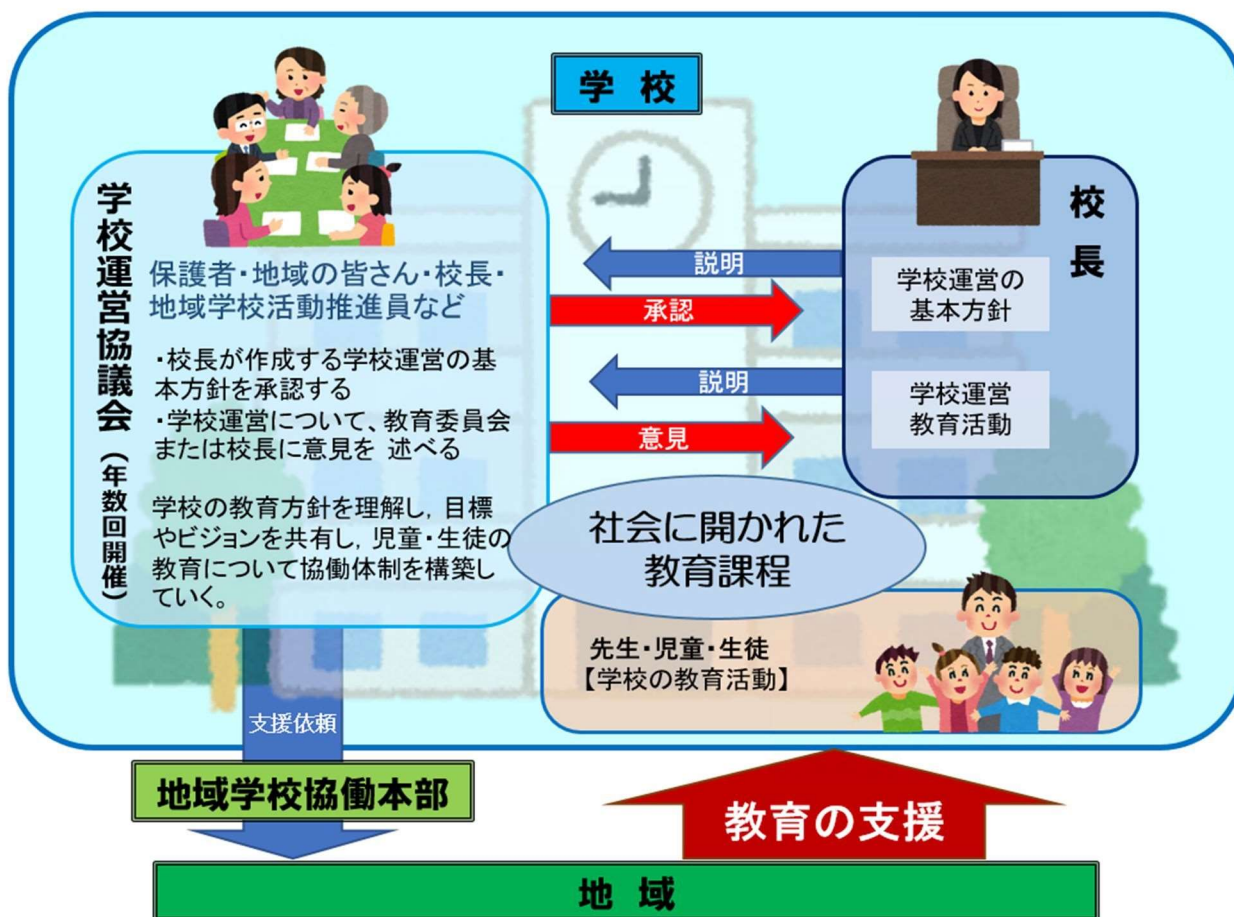 学校
学校運営協議会(年数回開催)
保護者・地域の皆さん・校長・
地域学校活動推進員など
・校長が作成する学校運営の基
本方針を承認する
・学校運営について、教育委員会
または校長に意見を 述べる
学校の教育方針を理解し, 目標
やビジョンを共有し, 児童・生徒の
教育について協働体制を構築し
ていく。
説明
承認
説明
意見
校長
学校運営の
基本方針
学校運営
教育活動
社会に開かれた
教育課程
先生・児童・生徒
【学校の教育活動】
支援依頼
地域学校協働本部
教育の支援
地域